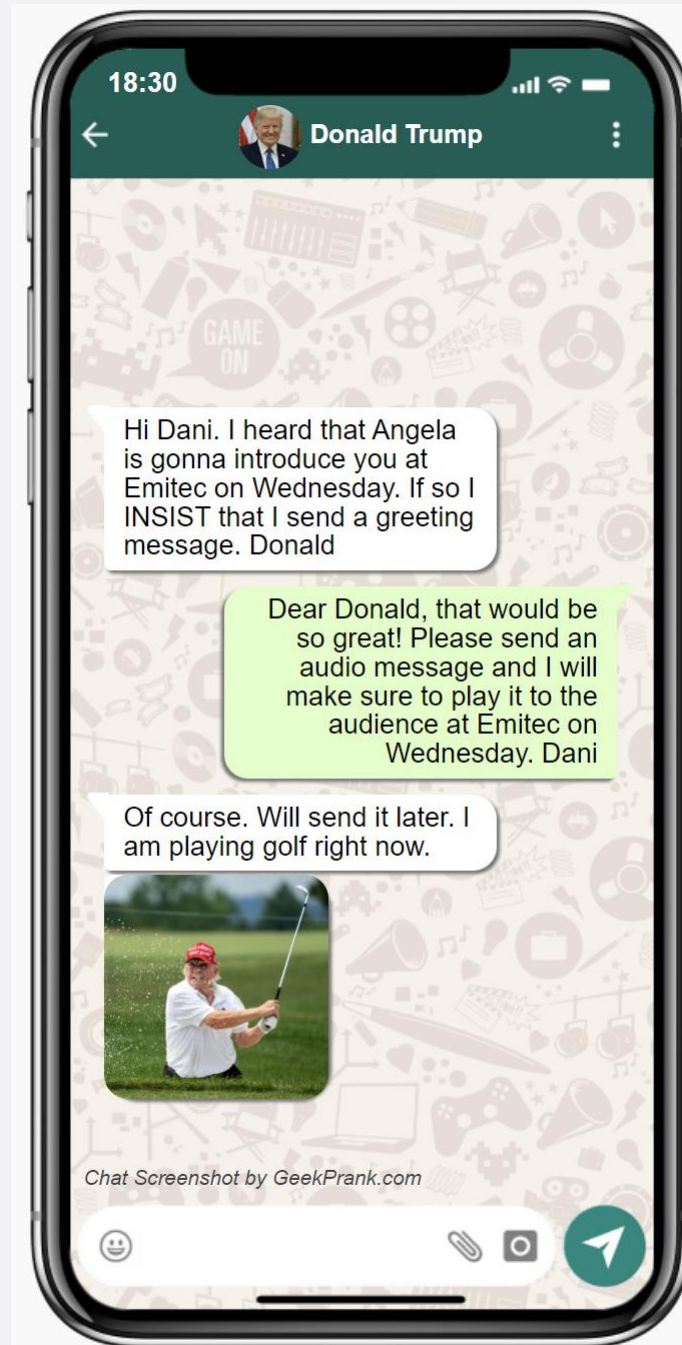 18:30
Donald Trump
GAME
ON
Hi Dani. I heard that Angela
is gonna introduce you at
Emitec on Wednesday. If so I
INSIST that I send a greeting
message. Donald
Dear Donald, that would be
so great! Please send an
audio message and I will
make sure to play it to the
audience at Emitec on
Wednesday. Dani
Of course. Will send it later. I
am playing golf right now.
Chat Screenshot by GeekPrank.com